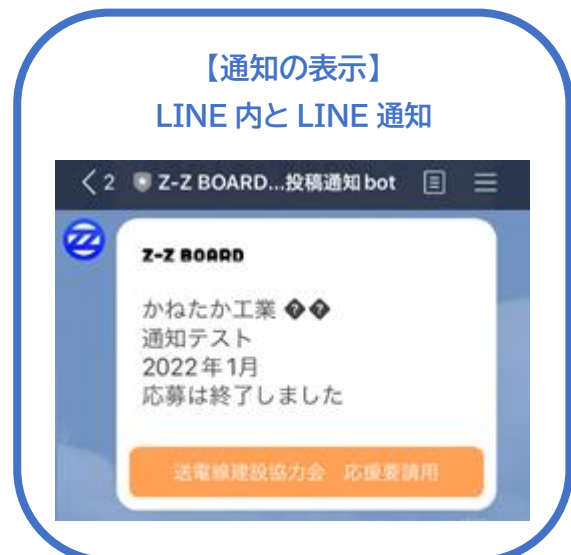 【通知の表示】
LINE 内と LINE 通知
2 Z-Z BOARD...投稿通知 bot
Z-Z BOARD
かねたか工業 ��
通知テスト
2022年1月
応募は終了しました
送電線建設協力会 応援要請用